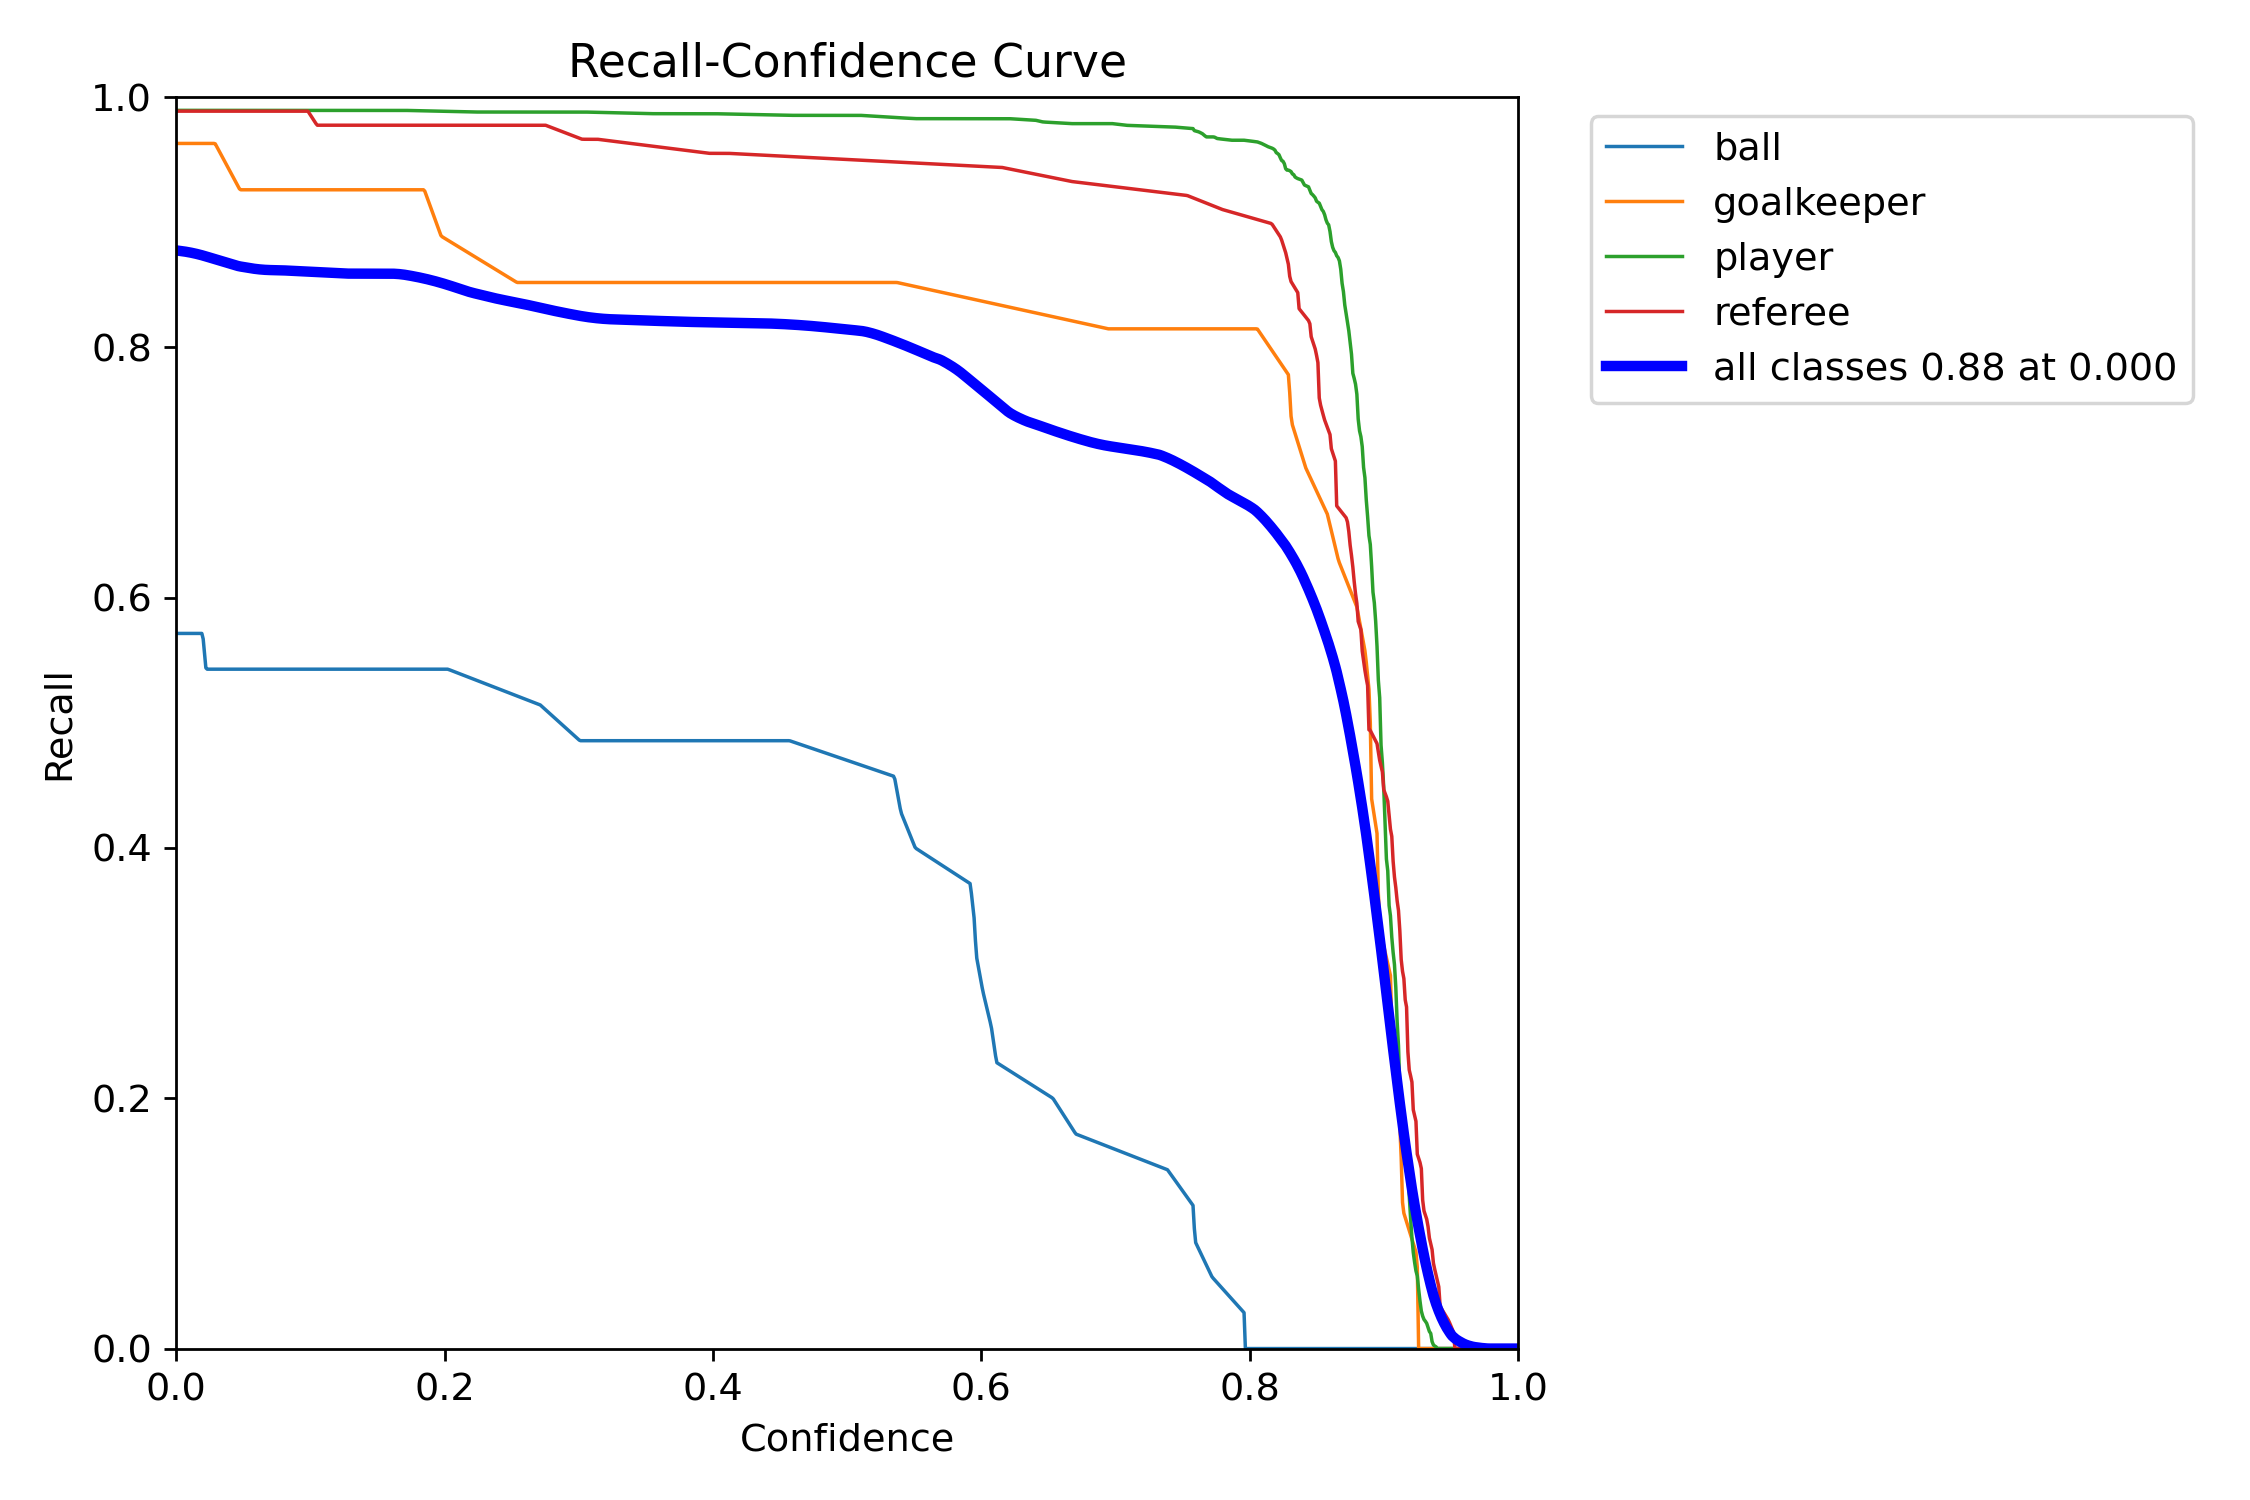 Recall-Confidence Curve
1.0
0.8
0.6
0.4
0.2
0.0
Recall
0.0 0.2 0.4 0.6 0.8 1.0
Confidence
ball
goalkeeper
player
referee
all classes 0.88 at 0.000